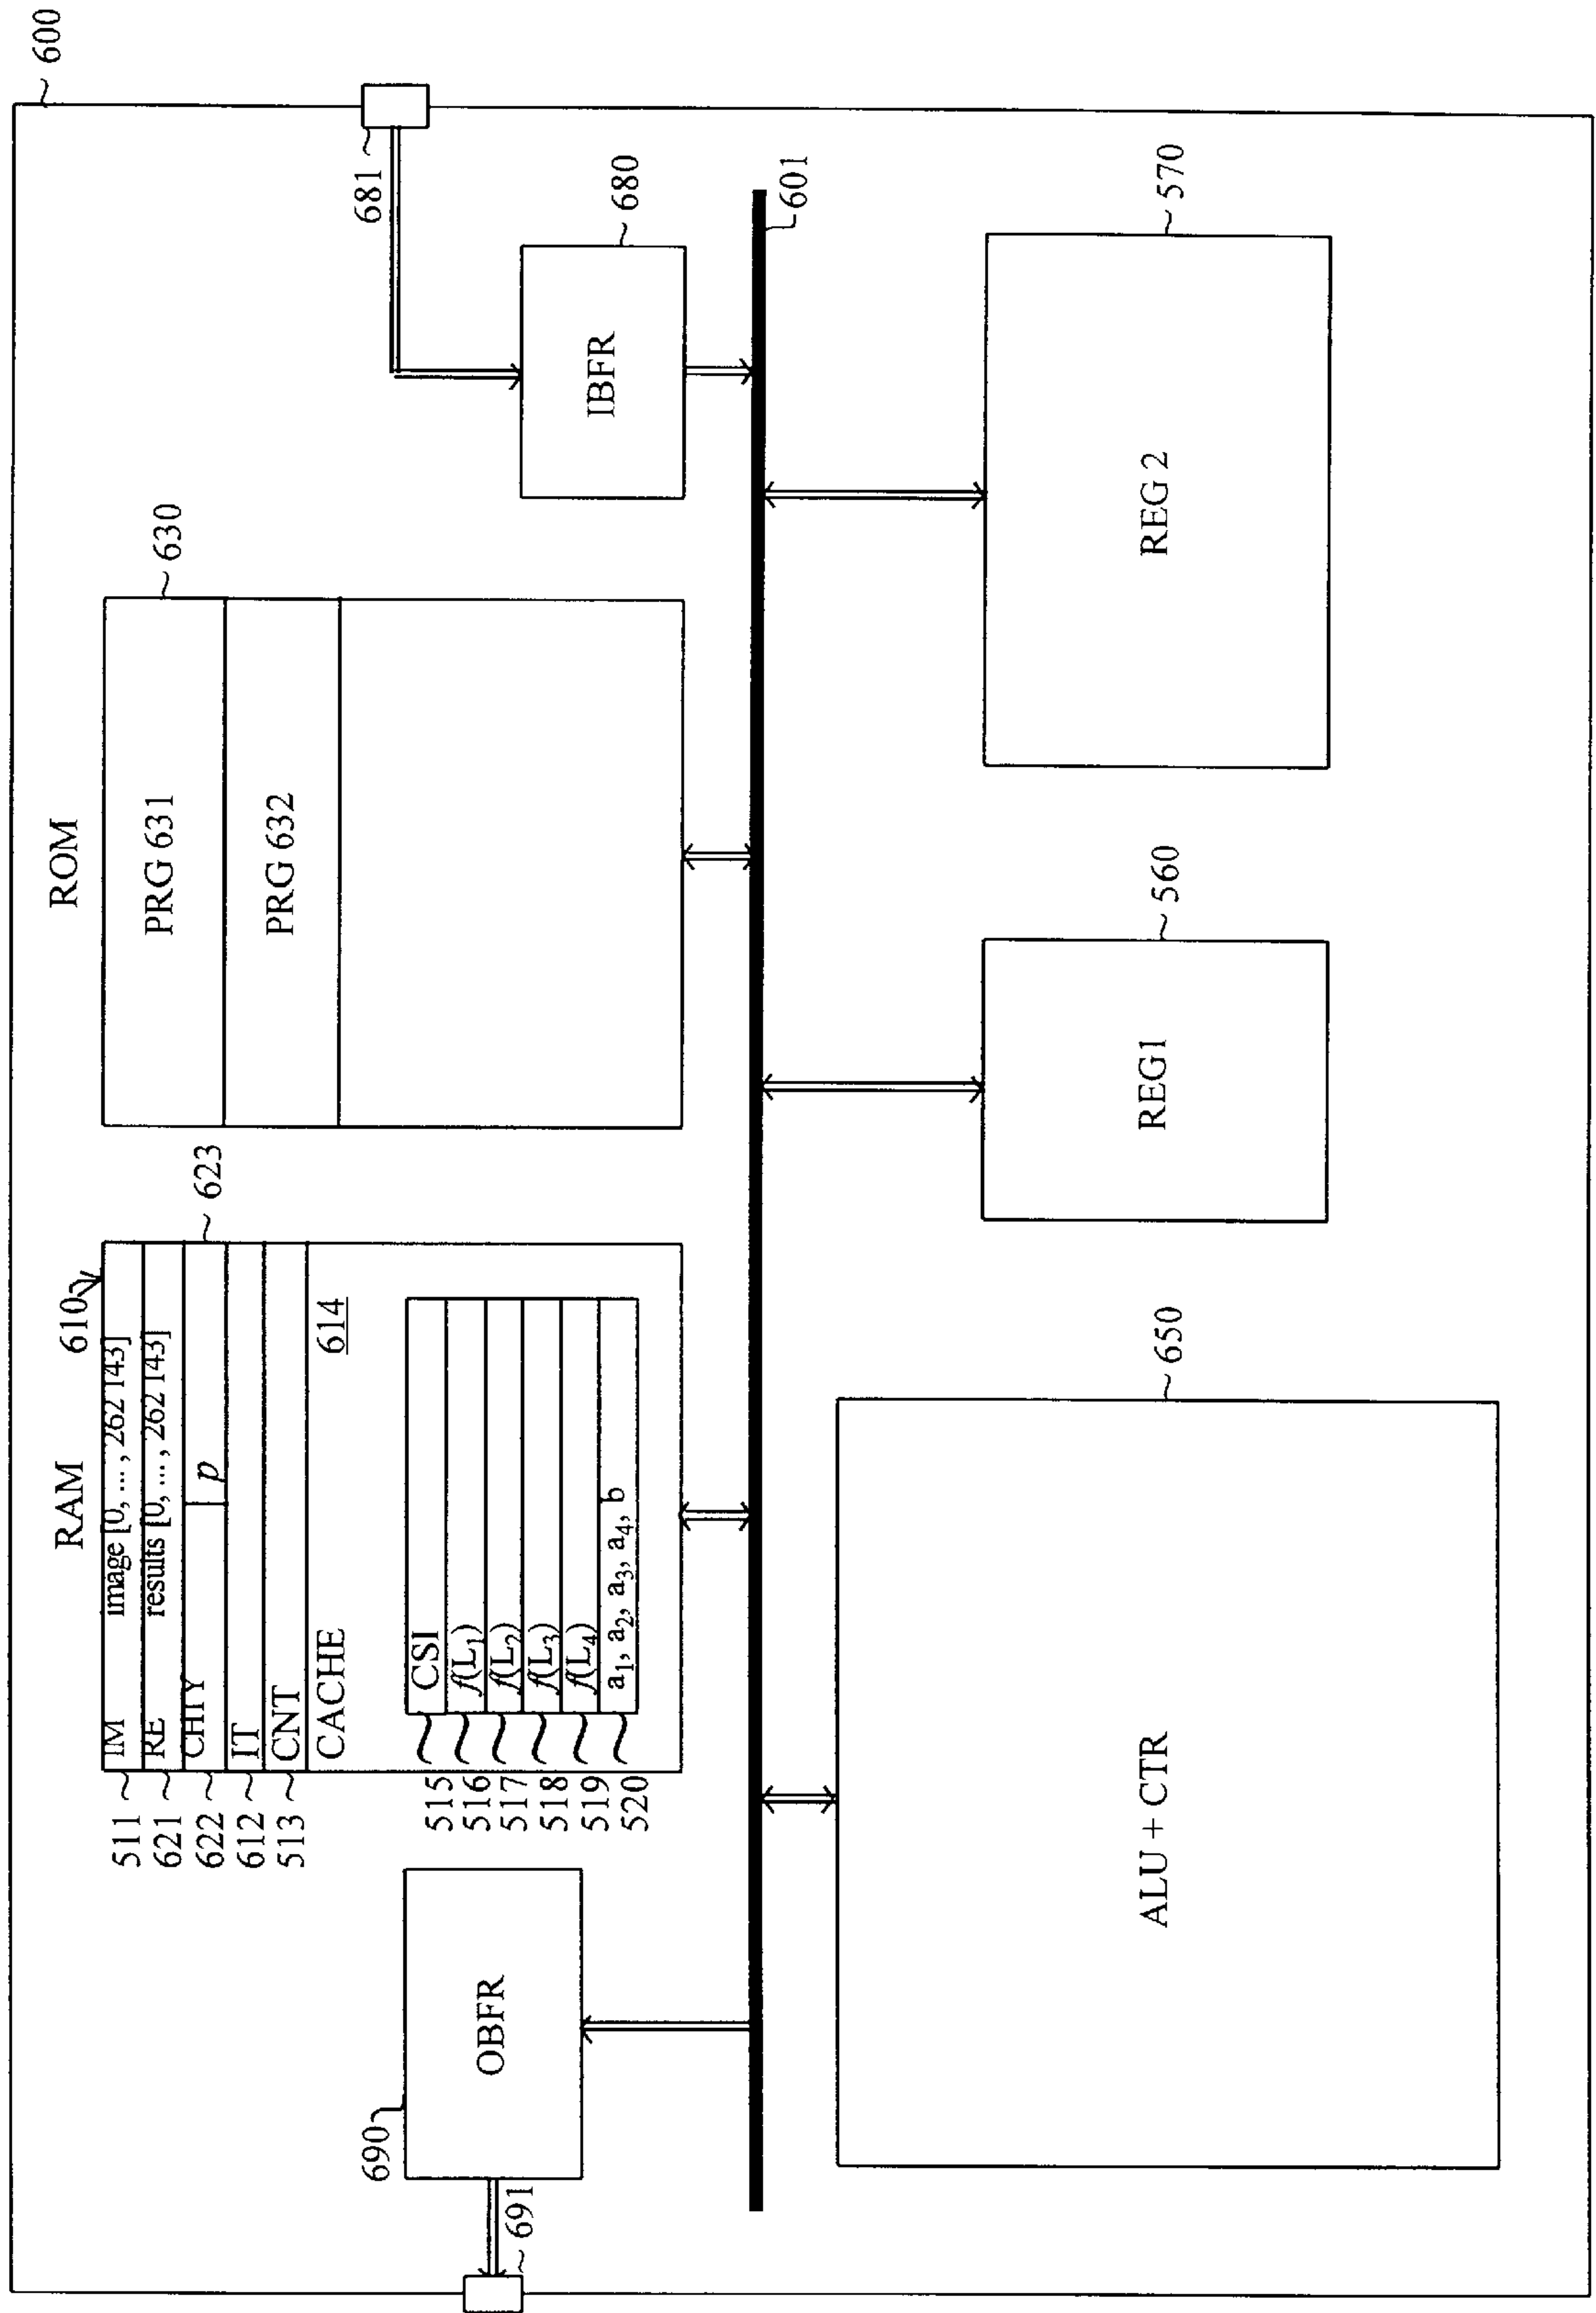 600
RAM
610
ROM
511
IM image [0, ..., 262 143]
621
RE results [0, ..., 262 143]
622
CHIY p
623
612
IT
513
CNT
CACHE
614
515
CSI
516
f(L₁)
517
f(L₂)
518
f(L₃)
519
f(L₄)
520
a₁, a₂, a₃, a₄, b
PRG 631
630
PRG 632
681
IBFR
680
690
OBFR
691
601
ALU + CTR
650
REG1
560
REG 2
570